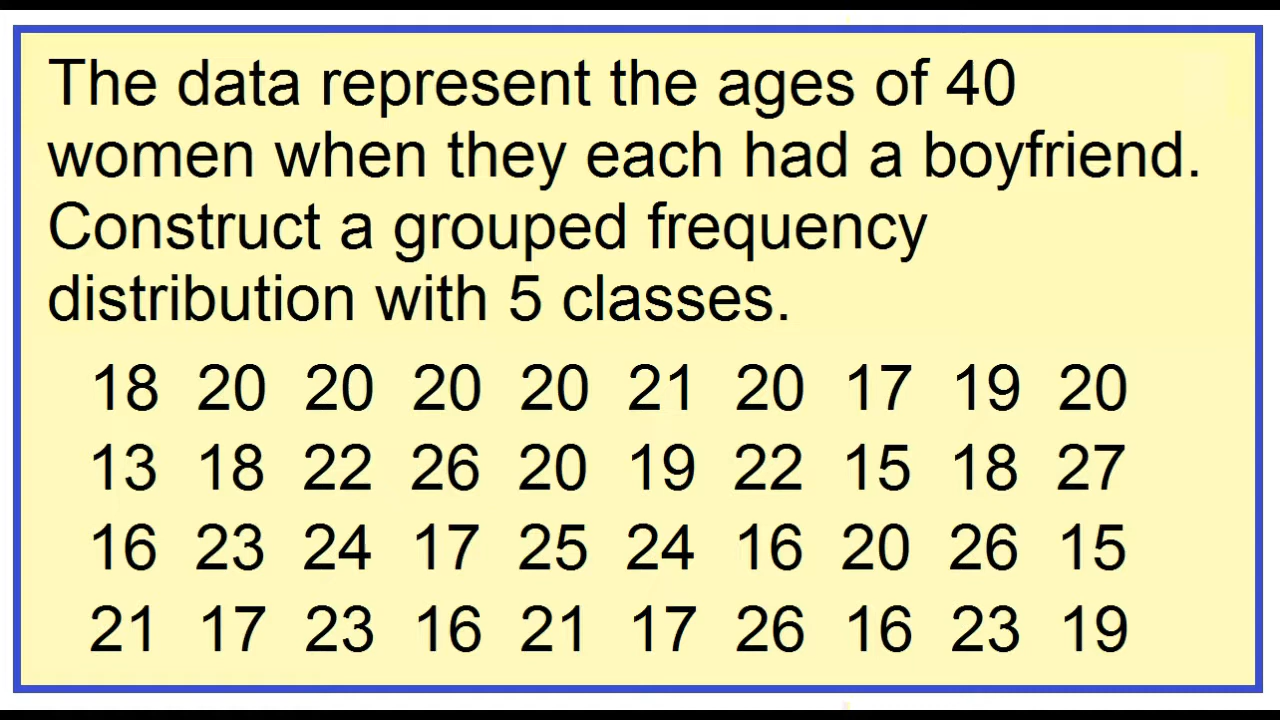 The data represent the ages of 40
women when they each had a boyfriend.
Construct a grouped frequency
distribution with 5 classes.
18 20 20 20 20 21 20 17 19 20
13 18 22 26 20 19 22 15 18 27
16 23 24 17 25 24 16 20 26 15
21 17 23 16 21 17 26 16 23 19